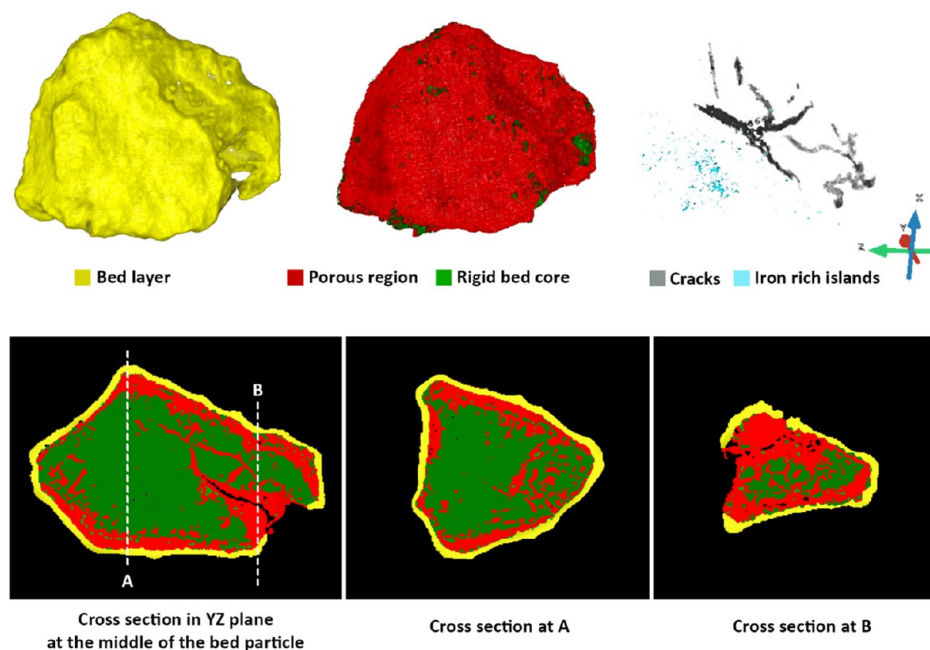 X
Y
Z
Bed layer
Porous region
Rigid bed core
Cracks
Iron rich islands
B
A
Cross section in YZ plane
at the middle of the bed particle
Cross section at A
Cross section at B